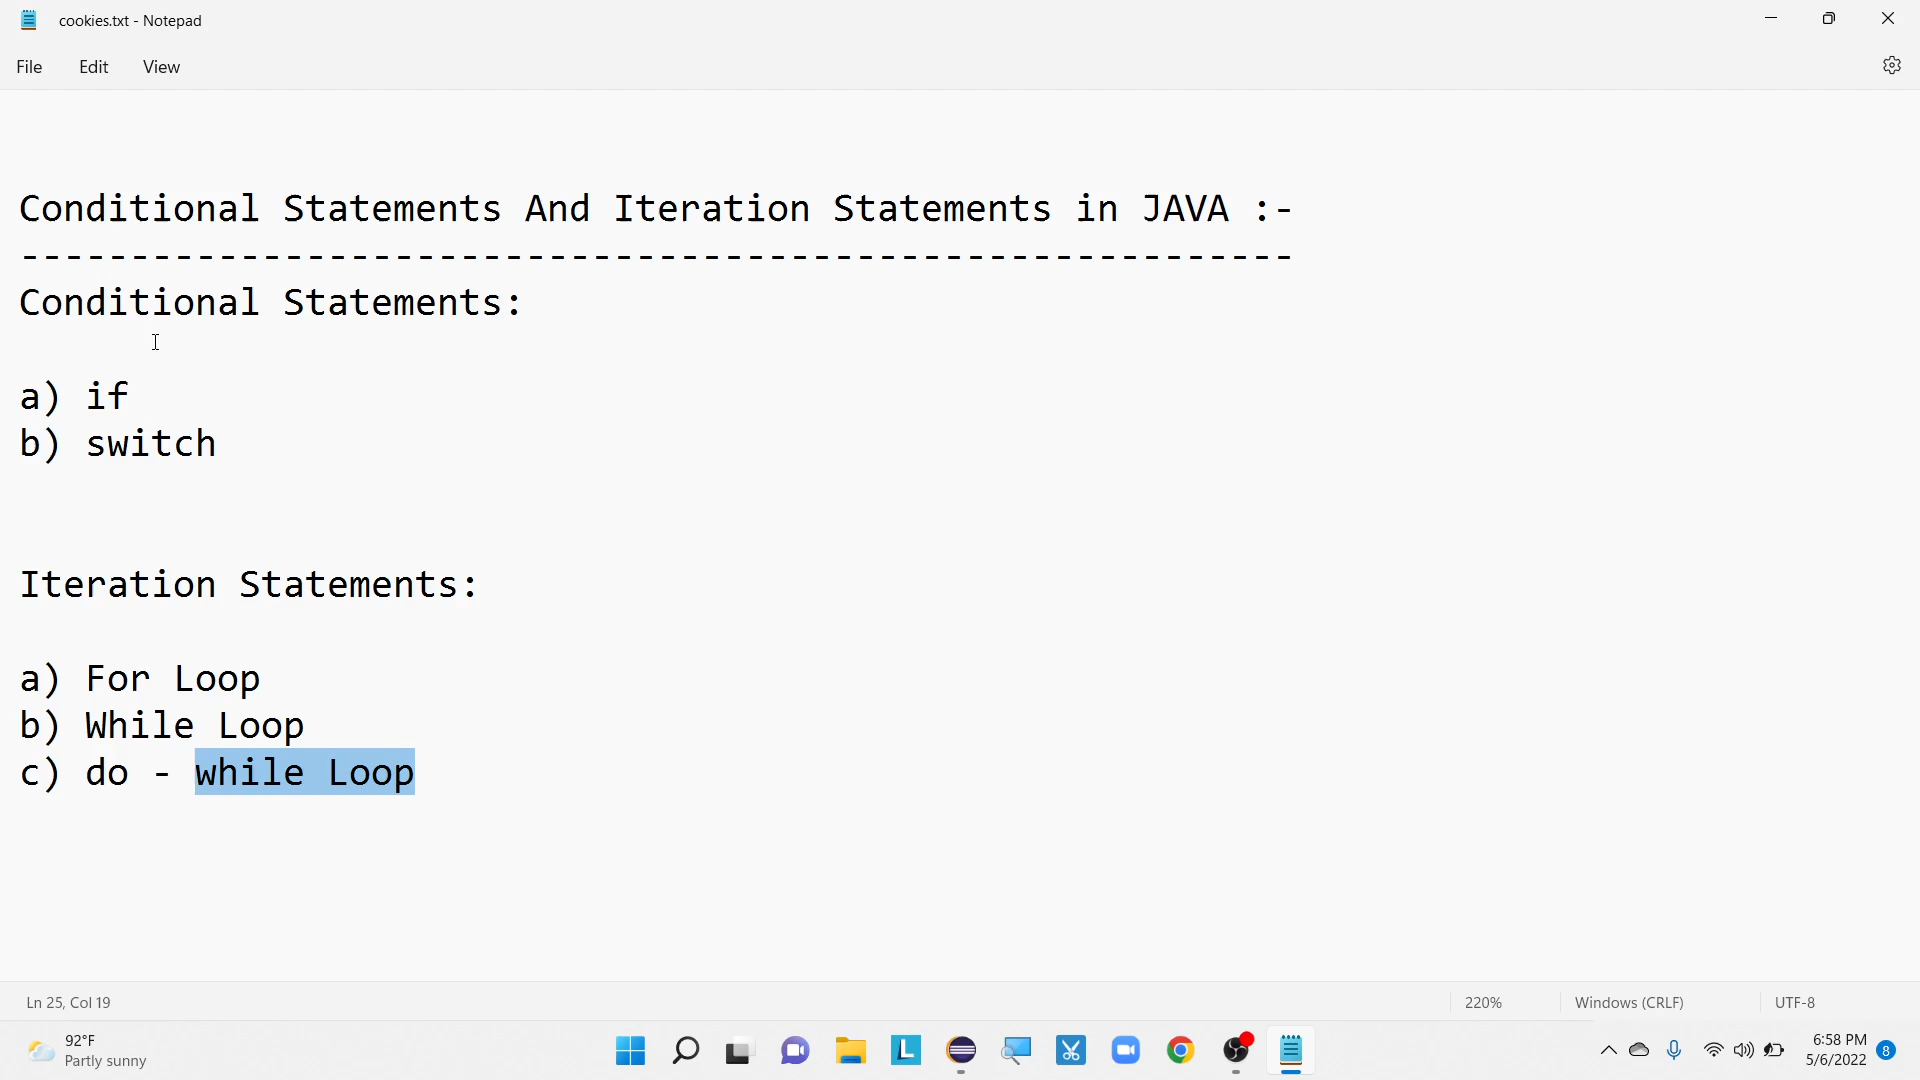 cookies.txt - Notepad
File Edit View
Conditional Statements And Iteration Statements in JAVA :-
----------------------------------------------------------
Conditional Statements:
a) if
b) switch
Iteration Statements:
a) For Loop
b) While Loop
c) do - while Loop
Ln 25, Col 19 220% Windows (CRLF) UTF-8
92°F
Partly sunny
L
6:58 PM
5/6/2022
8